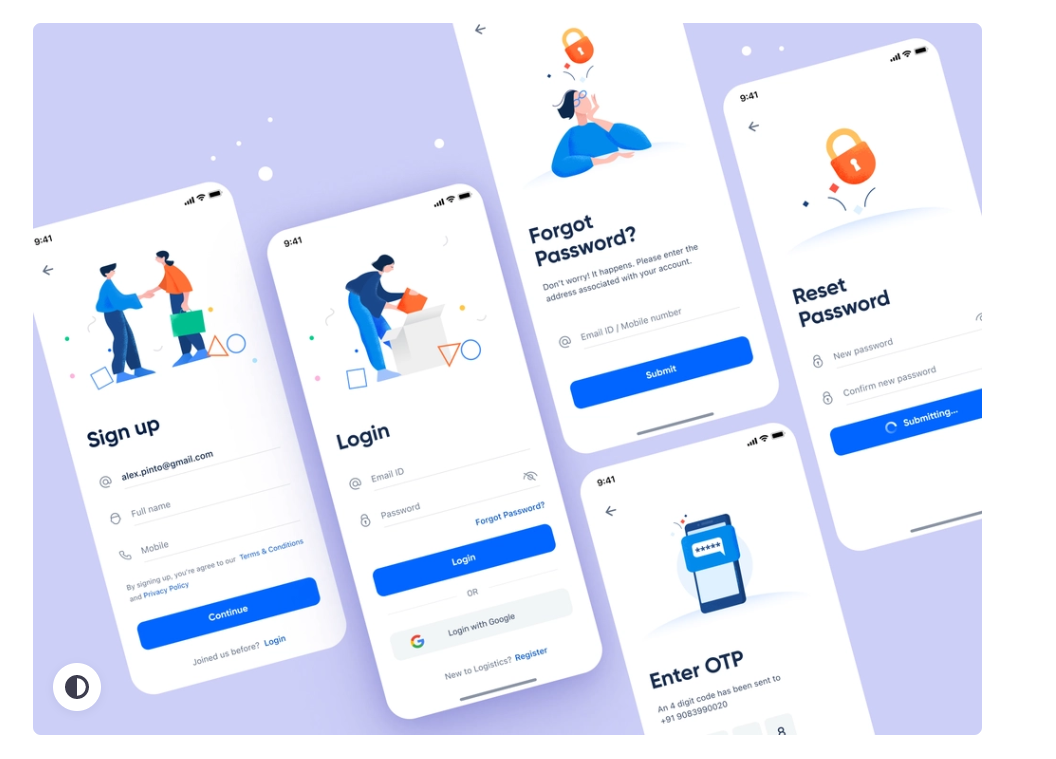 9:41
Sign up
alex.pinto@gmail.com
Full name
Mobile
By signing up, you're agree to our Terms & Conditions
and Privacy Policy
Continue
Joined us before? Login
9:41
Login
Email ID
Password
Forgot Password?
Login
OR
Login with Google
New to Logistics? Register
Forgot
Password?
Don't worry! It happens. Please enter the
address associated with your account.
Email ID / Mobile number
Submit
9:41
Enter OTP
*****
An 4 digit code has been sent to
+91 9083990020
8
9:41
Reset
Password
New password
Confirm new password
Submitting...